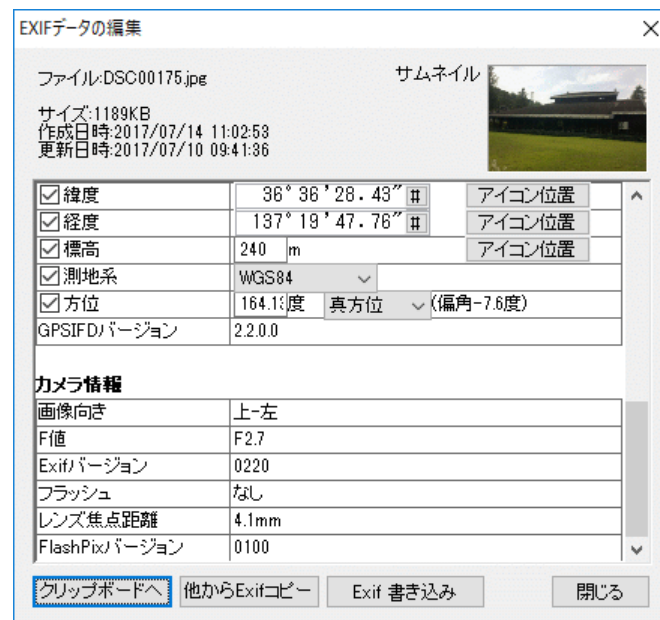 EXIFデータの編集
ファイル:DSC00175.jpg
サムネイル
サイズ:1189KB
作成日時:2017/07/14 11:02:53
更新日時:2017/07/10 09:41:36
緯度 36°36'28.43" # アイコン位置
経度 137°19'47.76" # アイコン位置
標高 240 m アイコン位置
測地系 WGS84
方位 164.1 度 真方位 (偏角-7.6度)
GPSIFDバージョン 2.2.0.0
カメラ情報
画像向き 上-左
F値 F2.7
Exifバージョン 0220
フラッシュ なし
レンズ焦点距離 4.1mm
FlashPixバージョン 0100
クリップボードへ 他からExifコピー Exif 書き込み 閉じる